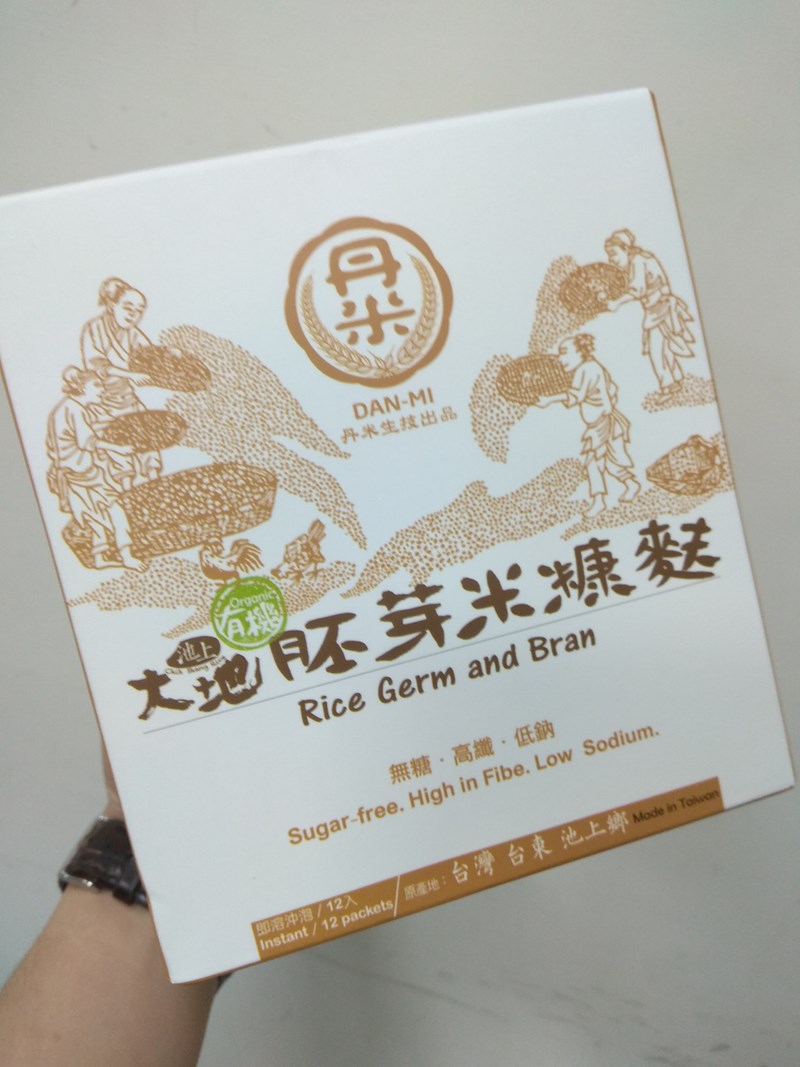 丹米
DAN-MI
丹米生技出品
Organic
有機
池上
Chih Shang Rice
大地胚芽米糠麩
Rice Germ and Bran
無糖．高纖．低鈉
Sugar-free. High in Fibe. Low Sodium.
即溶沖泡 / 12入
Instant / 12 packets
原產地：台灣 台東 池上鄉 Made in Taiwan